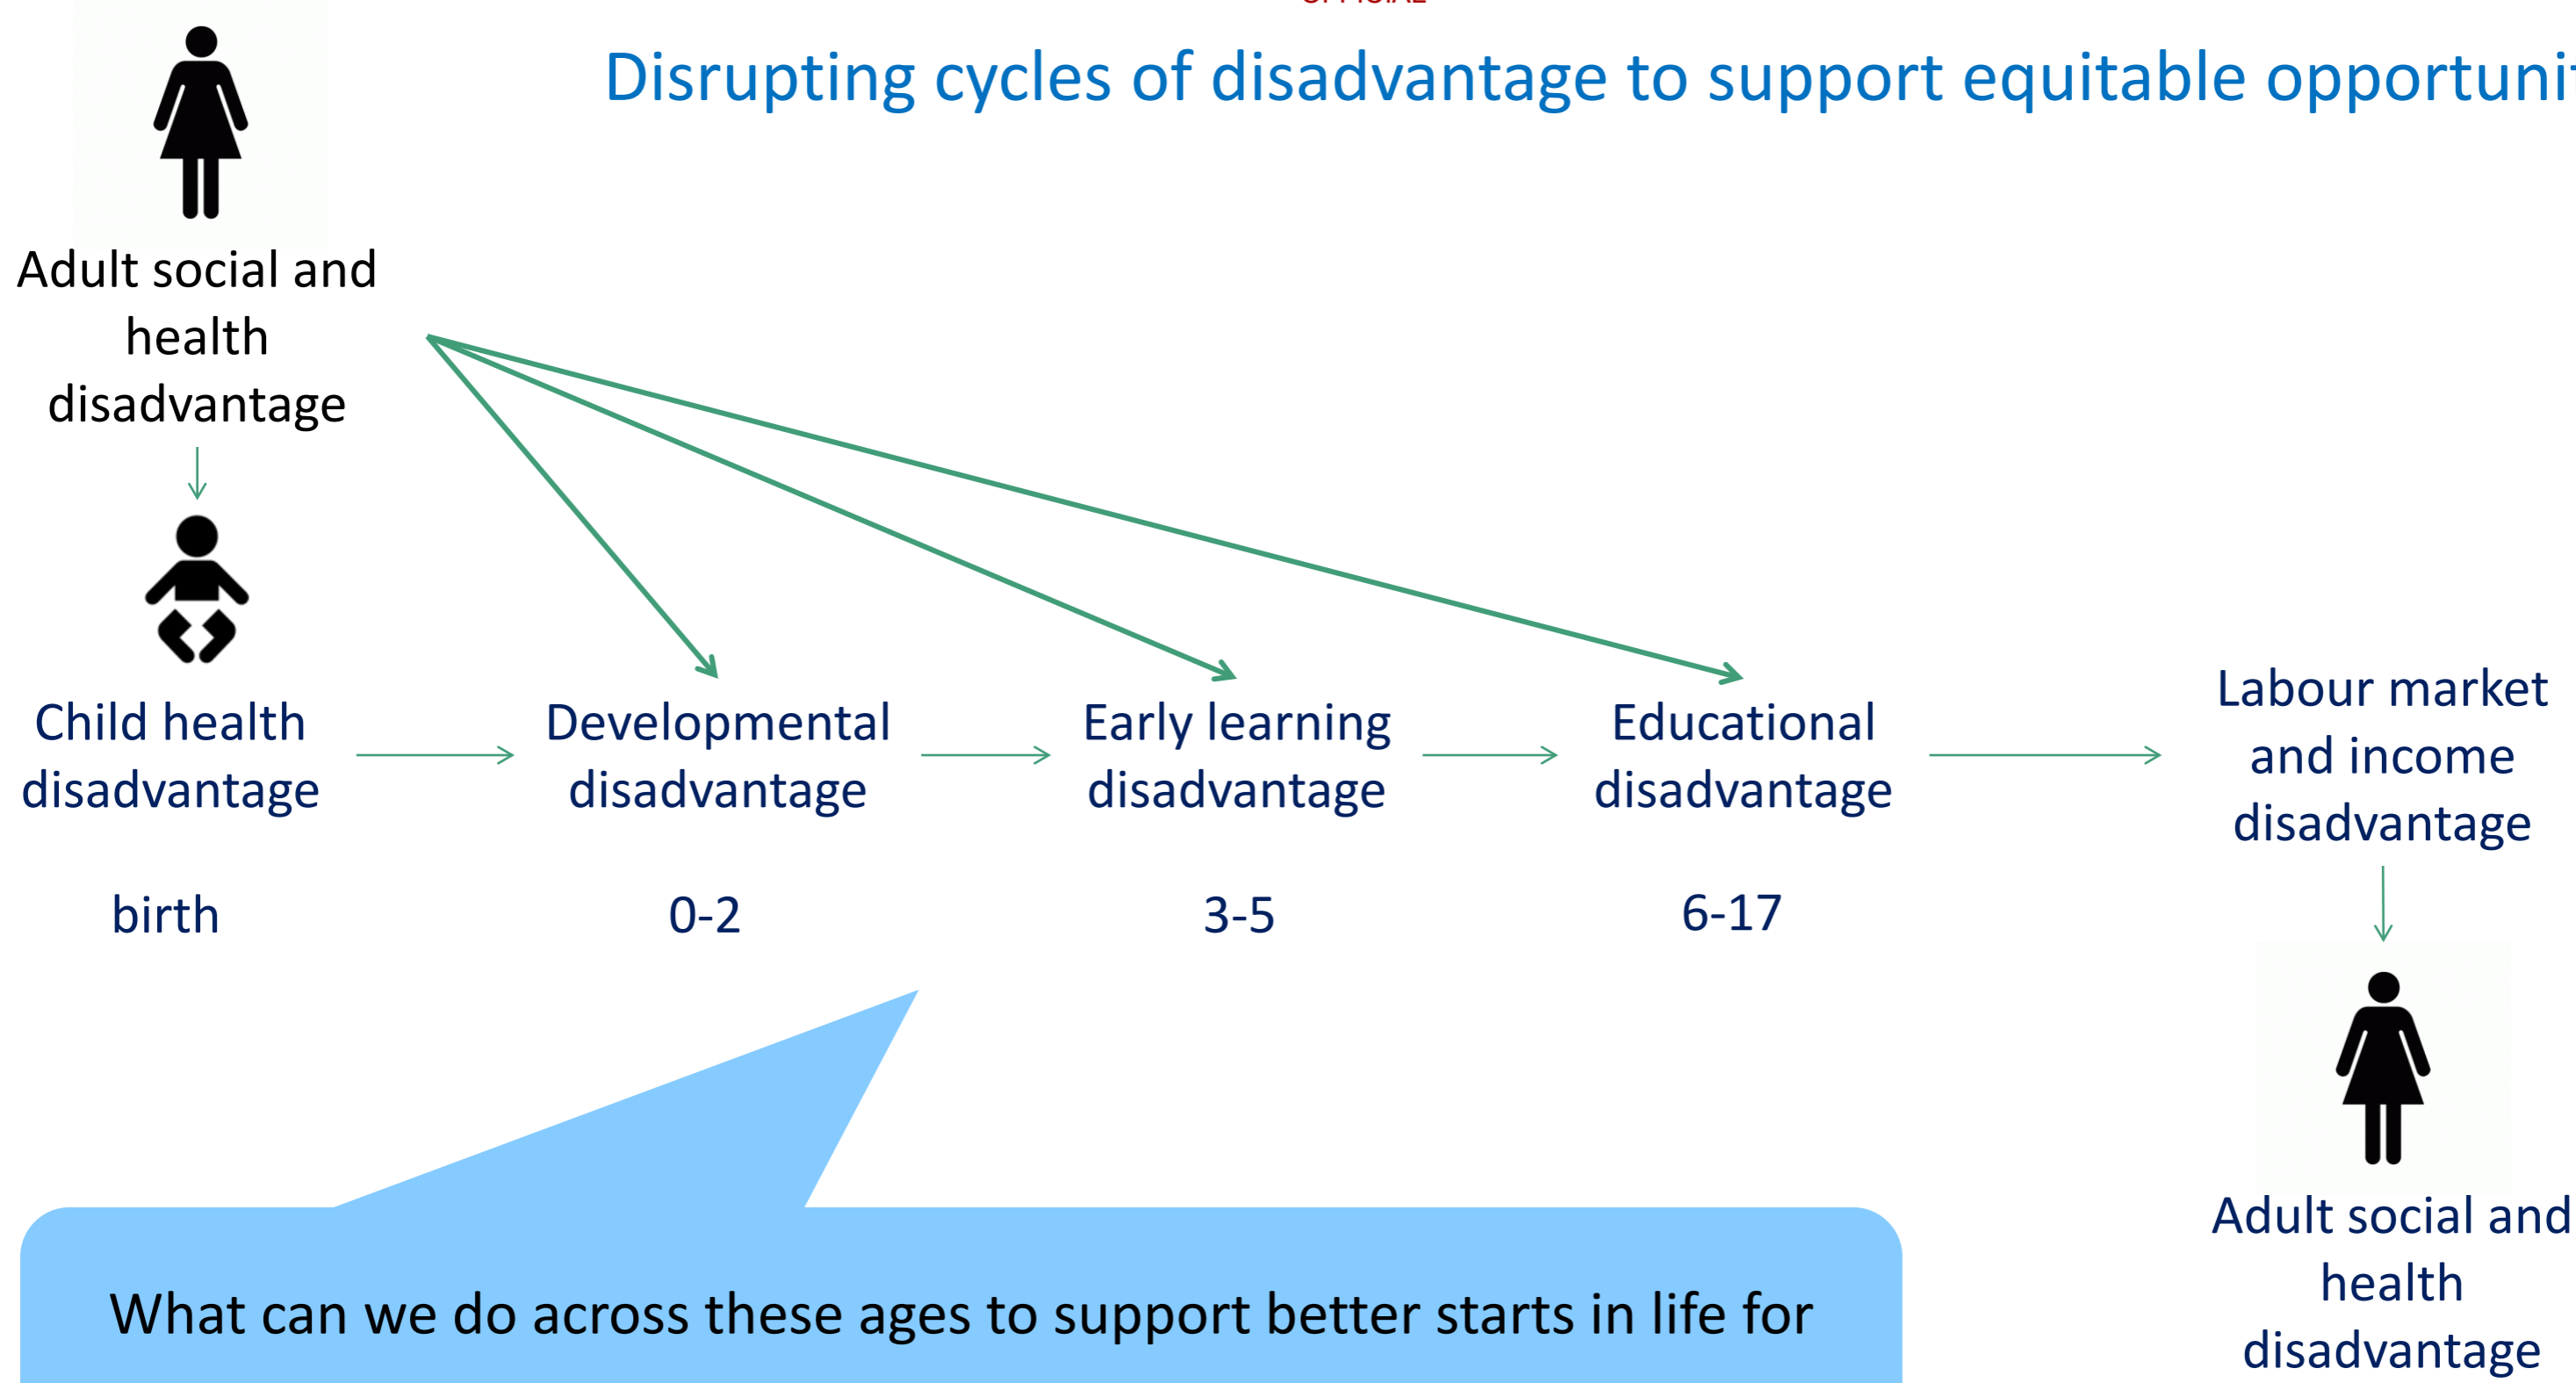 Disrupting cycles of disadvantage to support equitable
Adult social and
health
disadvantage
Child health
disadvantage
birth
Developmental
disadvantage
0-2
Early learning
disadvantage
3-5
Educational
disadvantage
6-17
Labour market
and income
disadvantage
Adult social and
health
disadvantage
What can we do across these ages to support better starts in life for